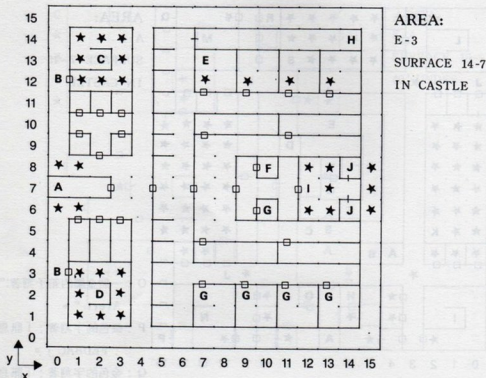 AREA:
E-3
SURFACE 14-7
IN CASTLE
15
14 H
13 C E
12 B
11
10
9
8 F J
7 A I
6 G J
5
4
3 B
2 D G G G G
1
0
0 1 2 3 4 5 6 7 8 9 10 11 12 13 14 15
y
x